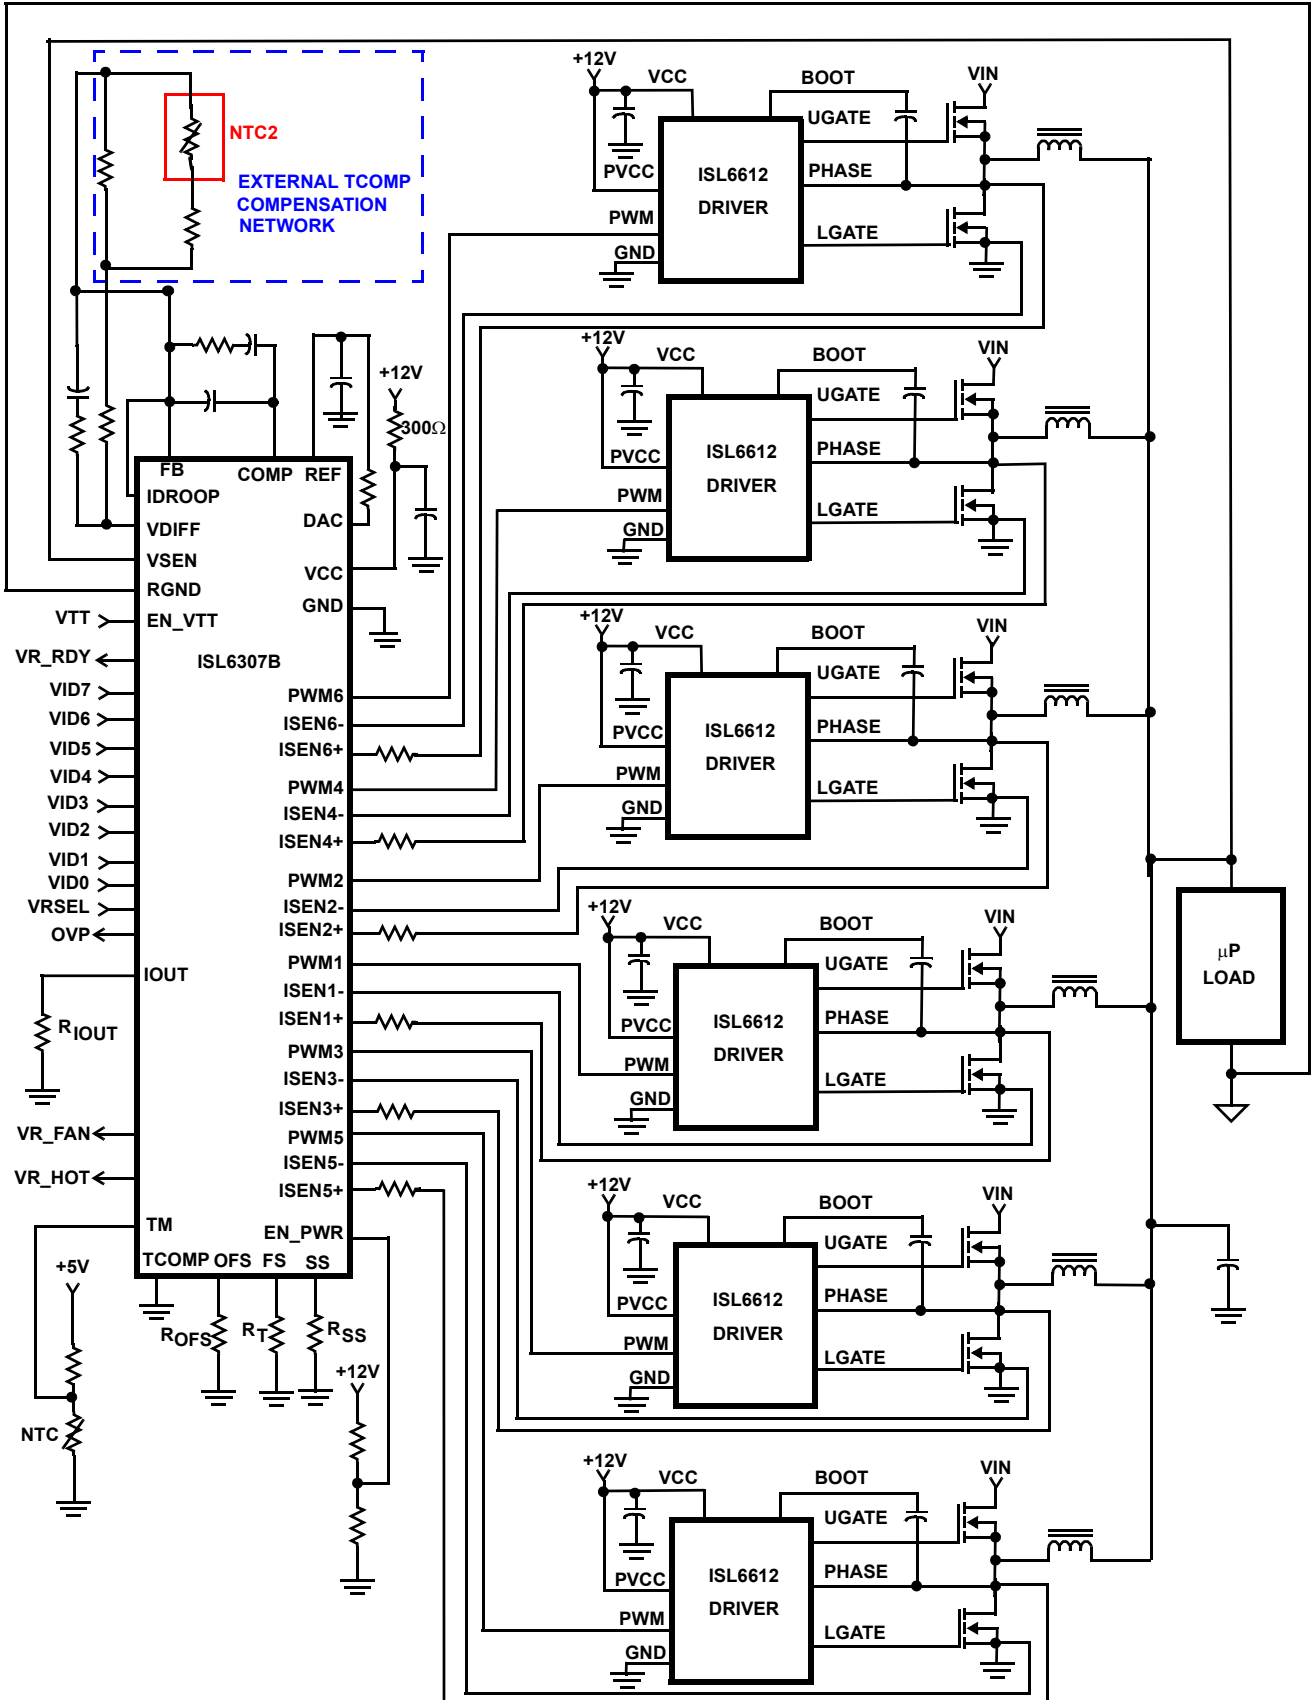 NTC2
EXTERNAL TCOMP
COMPENSATION
NETWORK
+12V
300Ω
FB
COMP
REF
IDROOP
VDIFF
VSEN
RGND
EN_VTT
DAC
VCC
GND
ISL6307B
VTT
VR_RDY
VID7
VID6
VID5
VID4
VID3
VID2
VID1
VID0
VRSEL
OVP
IOUT
RIOUT
VR_FAN
VR_HOT
TM
PWM6
ISEN6-
ISEN6+
PWM4
ISEN4-
ISEN4+
PWM2
ISEN2-
ISEN2+
PWM1
ISEN1-
ISEN1+
PWM3
ISEN3-
ISEN3+
PWM5
ISEN5-
ISEN5+
EN_PWR
TCOMP
OFS
FS
SS
+5V
ROFS
RT
RSS
+12V
NTC
+12V
VCC
BOOT
VIN
UGATE
ISL6612
DRIVER
PVCC
PHASE
PWM
LGATE
GND
+12V
VCC
BOOT
VIN
UGATE
ISL6612
DRIVER
PVCC
PHASE
PWM
LGATE
GND
+12V
VCC
BOOT
VIN
UGATE
ISL6612
DRIVER
PVCC
PHASE
PWM
LGATE
GND
+12V
VCC
BOOT
VIN
UGATE
ISL6612
DRIVER
PVCC
PHASE
PWM
LGATE
GND
+12V
VCC
BOOT
VIN
UGATE
ISL6612
DRIVER
PVCC
PHASE
PWM
LGATE
GND
+12V
VCC
BOOT
VIN
UGATE
ISL6612
DRIVER
PVCC
PHASE
PWM
LGATE
GND
µP
LOAD